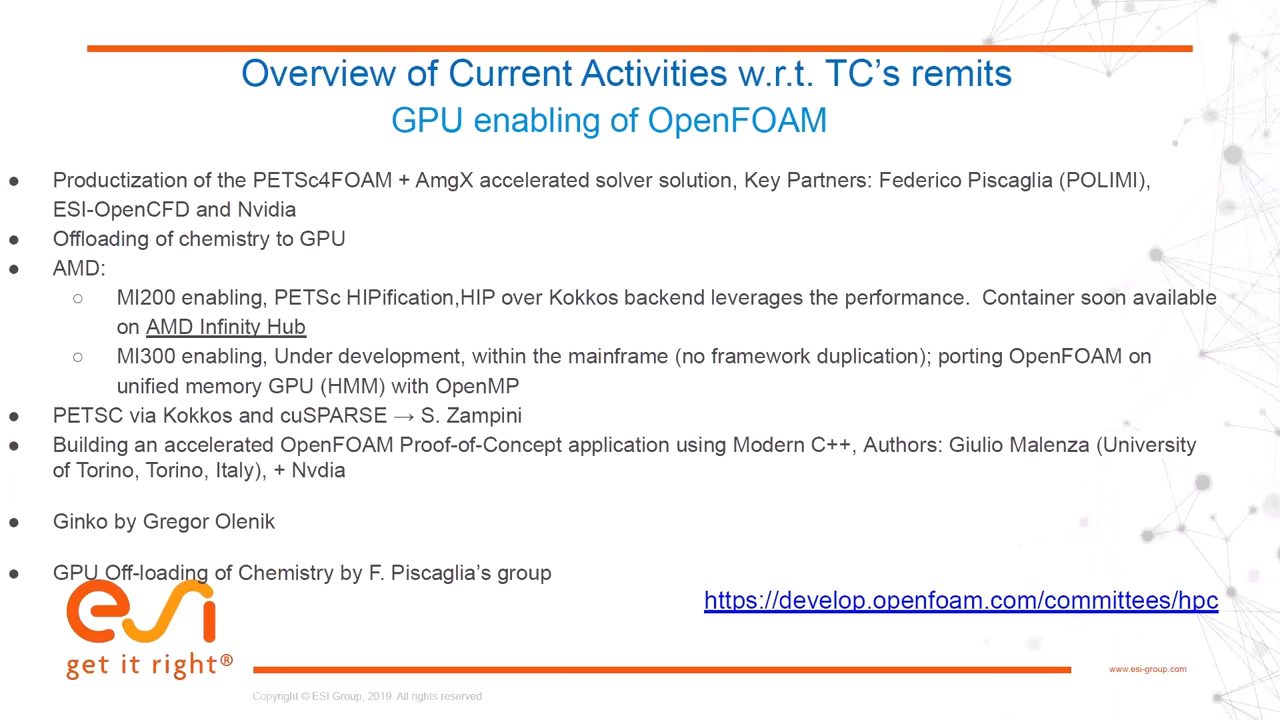 Overview of Current Activities w.r.t. TC’s remits
GPU enabling of OpenFOAM
● Productization of the PETSc4FOAM + AmgX accelerated solver solution, Key Partners: Federico Piscaglia (POLIMI),
ESI-OpenCFD and Nvidia
● Offloading of chemistry to GPU
● AMD:
○ MI200 enabling, PETSc HIPification,HIP over Kokkos backend leverages the performance. Container soon available
on AMD Infinity Hub
○ MI300 enabling, Under development, within the mainframe (no framework duplication); porting OpenFOAM on
unified memory GPU (HMM) with OpenMP
● PETSC via Kokkos and cuSPARSE → S. Zampini
● Building an accelerated OpenFOAM Proof-of-Concept application using Modern C++, Authors: Giulio Malenza (University
of Torino, Torino, Italy), + Nvdia
● Ginko by Gregor Olenik
● GPU Off-loading of Chemistry by F. Piscaglia’s group
https://develop.openfoam.com/committees/hpc
esi
get it right®
www.esi-group.com
Copyright © ESI Group, 2019. All rights reserved.